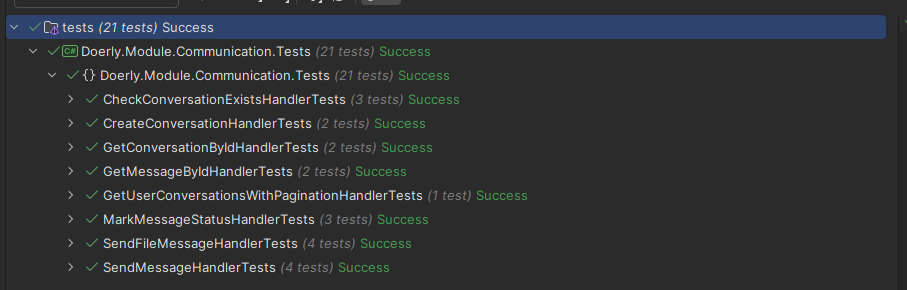 tests (21 tests) Success
C# Doerly.Module.Communication.Tests (21 tests) Success
{} Doerly.Module.Communication.Tests (21 tests) Success
CheckConversationExistsHandlerTests (3 tests) Success
CreateConversationHandlerTests (2 tests) Success
GetConversationByIdHandlerTests (2 tests) Success
GetMessageByIdHandlerTests (2 tests) Success
GetUserConversationsWithPaginationHandlerTests (1 test) Success
MarkMessageStatusHandlerTests (3 tests) Success
SendFileMessageHandlerTests (4 tests) Success
SendMessageHandlerTests (4 tests) Success